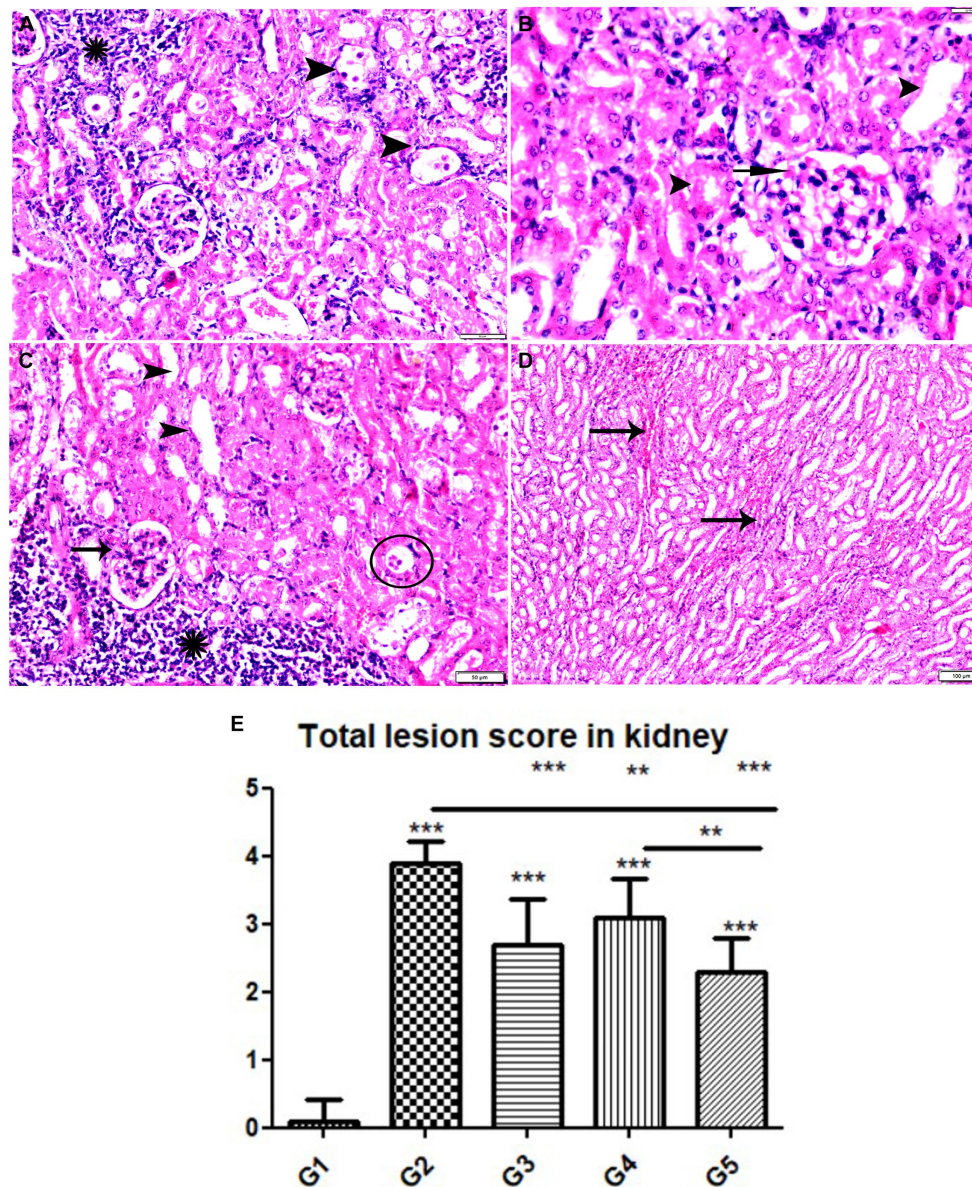 A
B
C
50 µm
D
100 µm
E
Total lesion score in kidney
*** ** ***
**
*** *** *** ***
5
4
3
2
1
0
G1 G2 G3 G4 G5